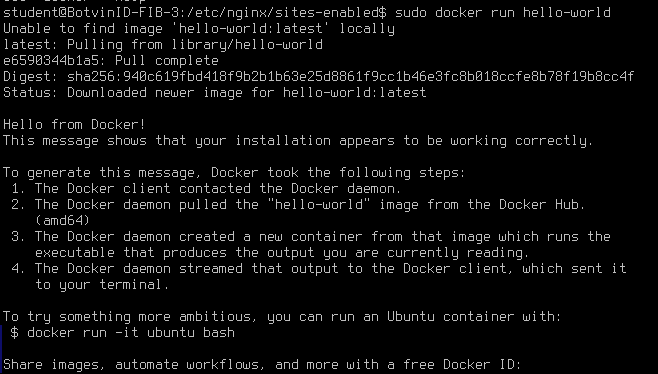 student@BotvinID-FIB-3:/etc/nginx/sites-enabled$ sudo docker run hello-world
Unable to find image 'hello-world:latest' locally
latest: Pulling from library/hello-world
e6590344b1a5: Pull complete
Digest: sha256:940c619fbd418f9b2b1b63e25d8861f9cc1b46e3fc8b018ccfe8b78f19b8cc4f
Status: Downloaded newer image for hello-world:latest

Hello from Docker!
This message shows that your installation appears to be working correctly.

To generate this message, Docker took the following steps:
 1. The Docker client contacted the Docker daemon.
 2. The Docker daemon pulled the "hello-world" image from the Docker Hub.
    (amd64)
 3. The Docker daemon created a new container from that image which runs the
    executable that produces the output you are currently reading.
 4. The Docker daemon streamed that output to the Docker client, which sent it
    to your terminal.

To try something more ambitious, you can run an Ubuntu container with:
 $ docker run -it ubuntu bash

Share images, automate workflows, and more with a free Docker ID: